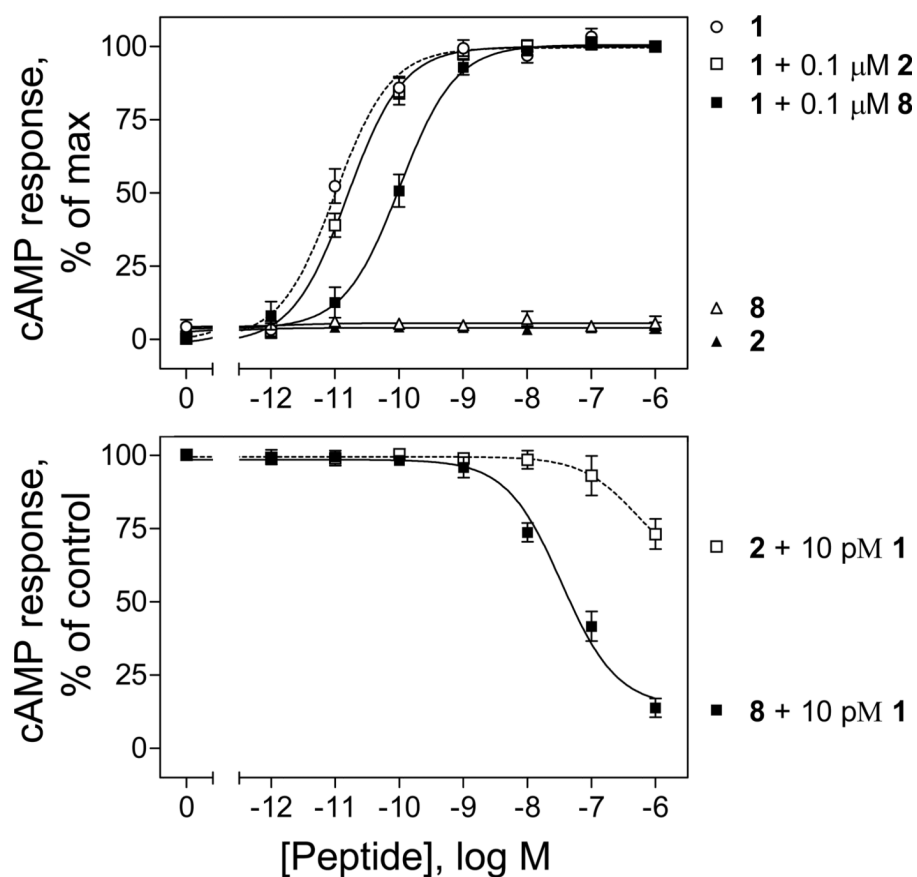 cAMP response,
% of max
100
75
50
25
0
0 -12 -11 -10 -9 -8 -7 -6
1
1 + 0.1 μM 2
1 + 0.1 μM 8
8
2
cAMP response,
% of control
100
75
50
25
0
0 -12 -11 -10 -9 -8 -7 -6
2 + 10 pM 1
8 + 10 pM 1
[Peptide], log M